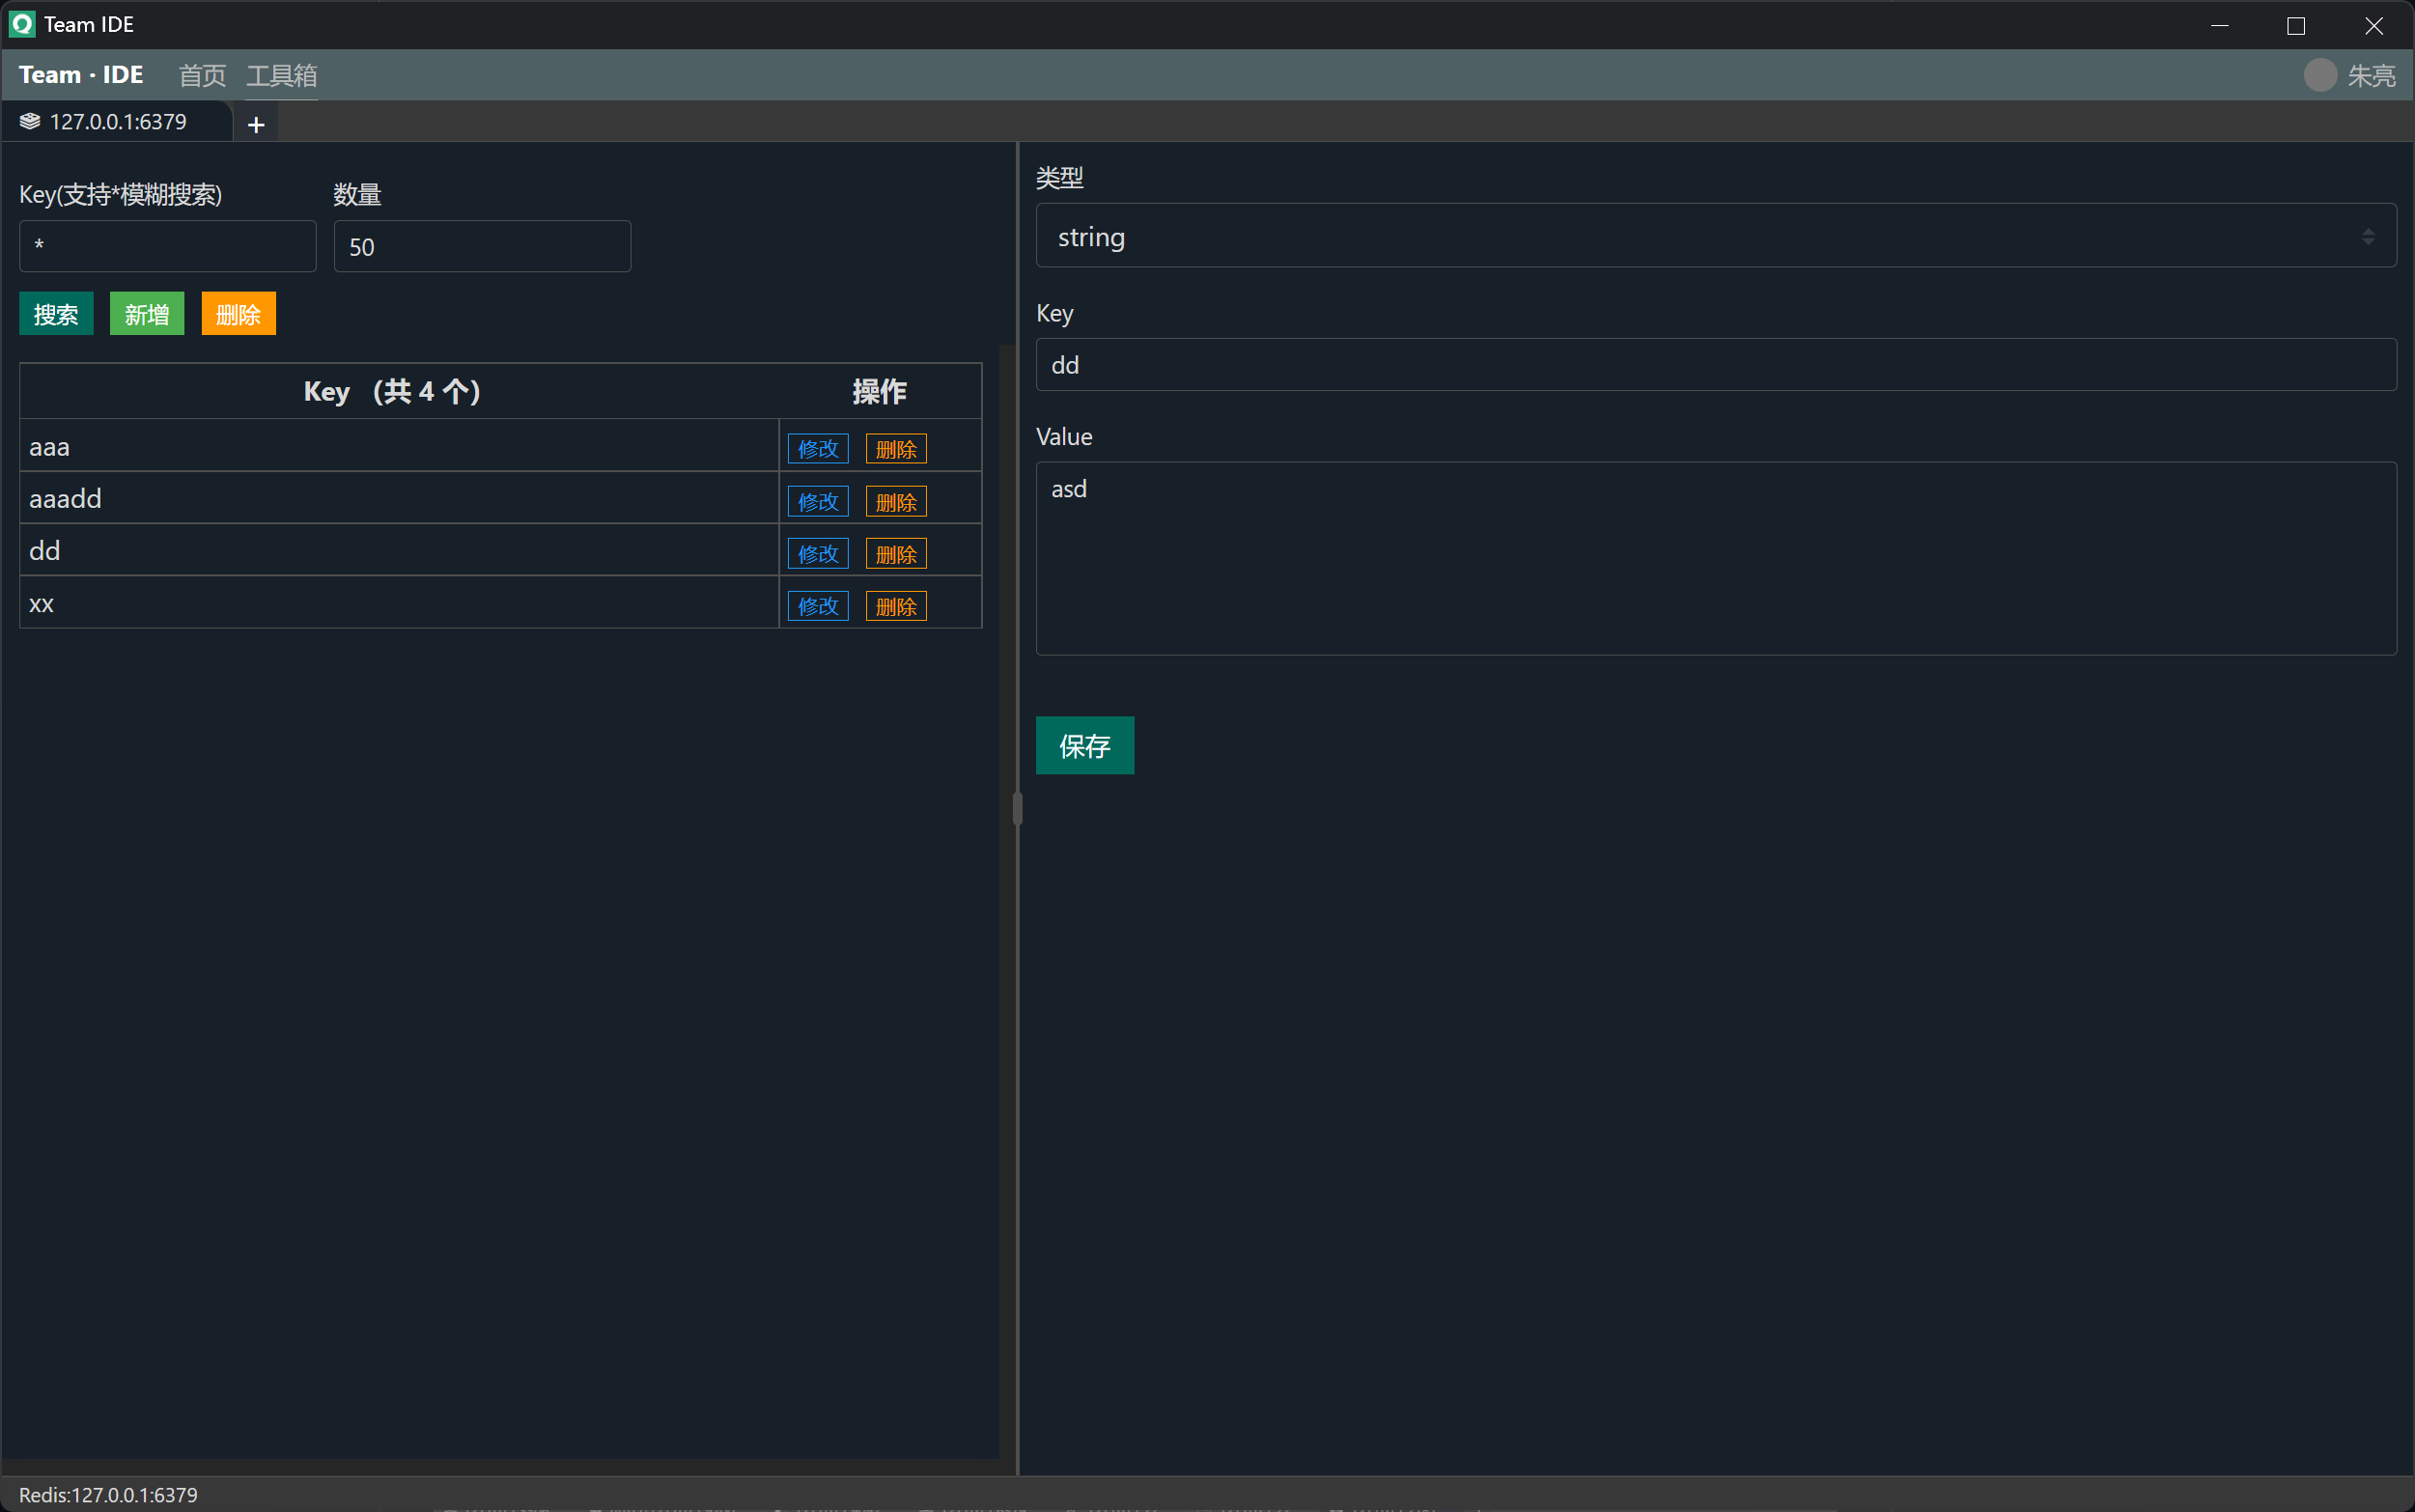 Team IDE
Team · IDE 首页 工具箱 朱亮
127.0.0.1:6379 +
Key(支持*模糊搜索) 数量
* 50
搜索 新增 删除
Key （共 4 个） 操作
aaa 修改 删除
aaadd 修改 删除
dd 修改 删除
xx 修改 删除
类型
string
Key
dd
Value
asd
保存
Redis:127.0.0.1:6379